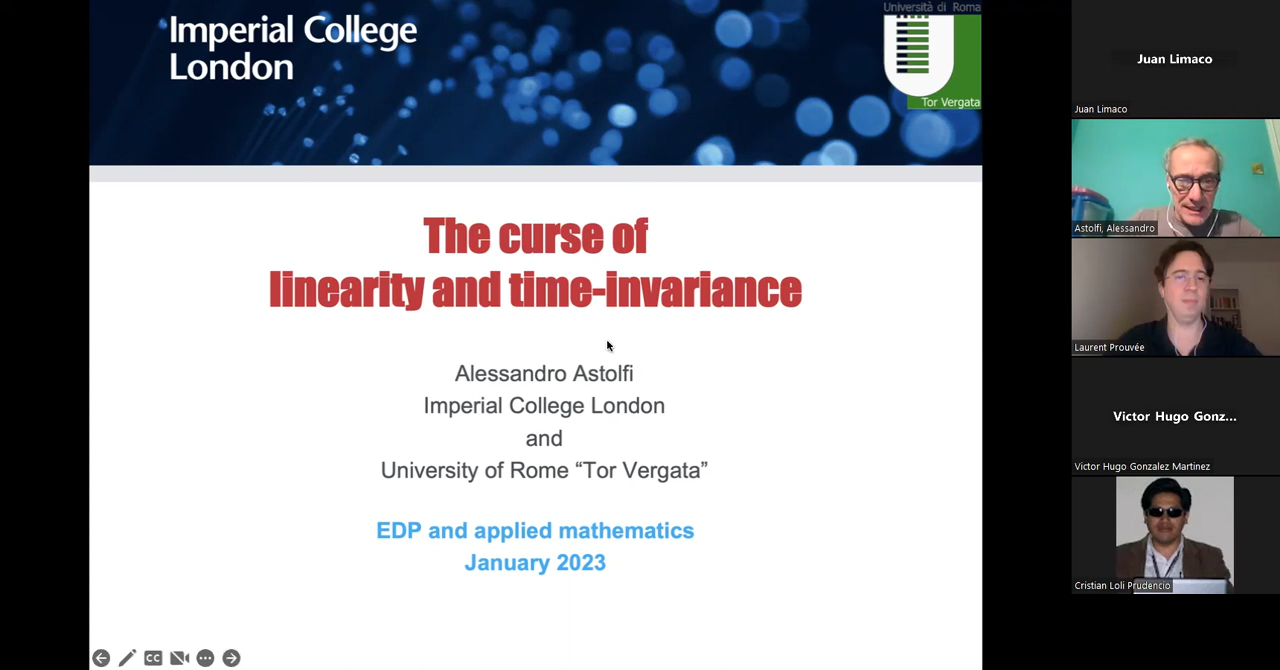 Imperial College
London
Università di Roma
Tor Vergata
The curse of
linearity and time-invariance
Alessandro Astolfi
Imperial College London
and
University of Rome “Tor Vergata”
EDP and applied mathematics
January 2023
CC
Juan Limaco
Juan Limaco
Astolfi, Alessandro
Laurent Prouvée
Victor Hugo Gonz...
Victor Hugo Gonzalez Martinez
Cristian Loli Prudencio